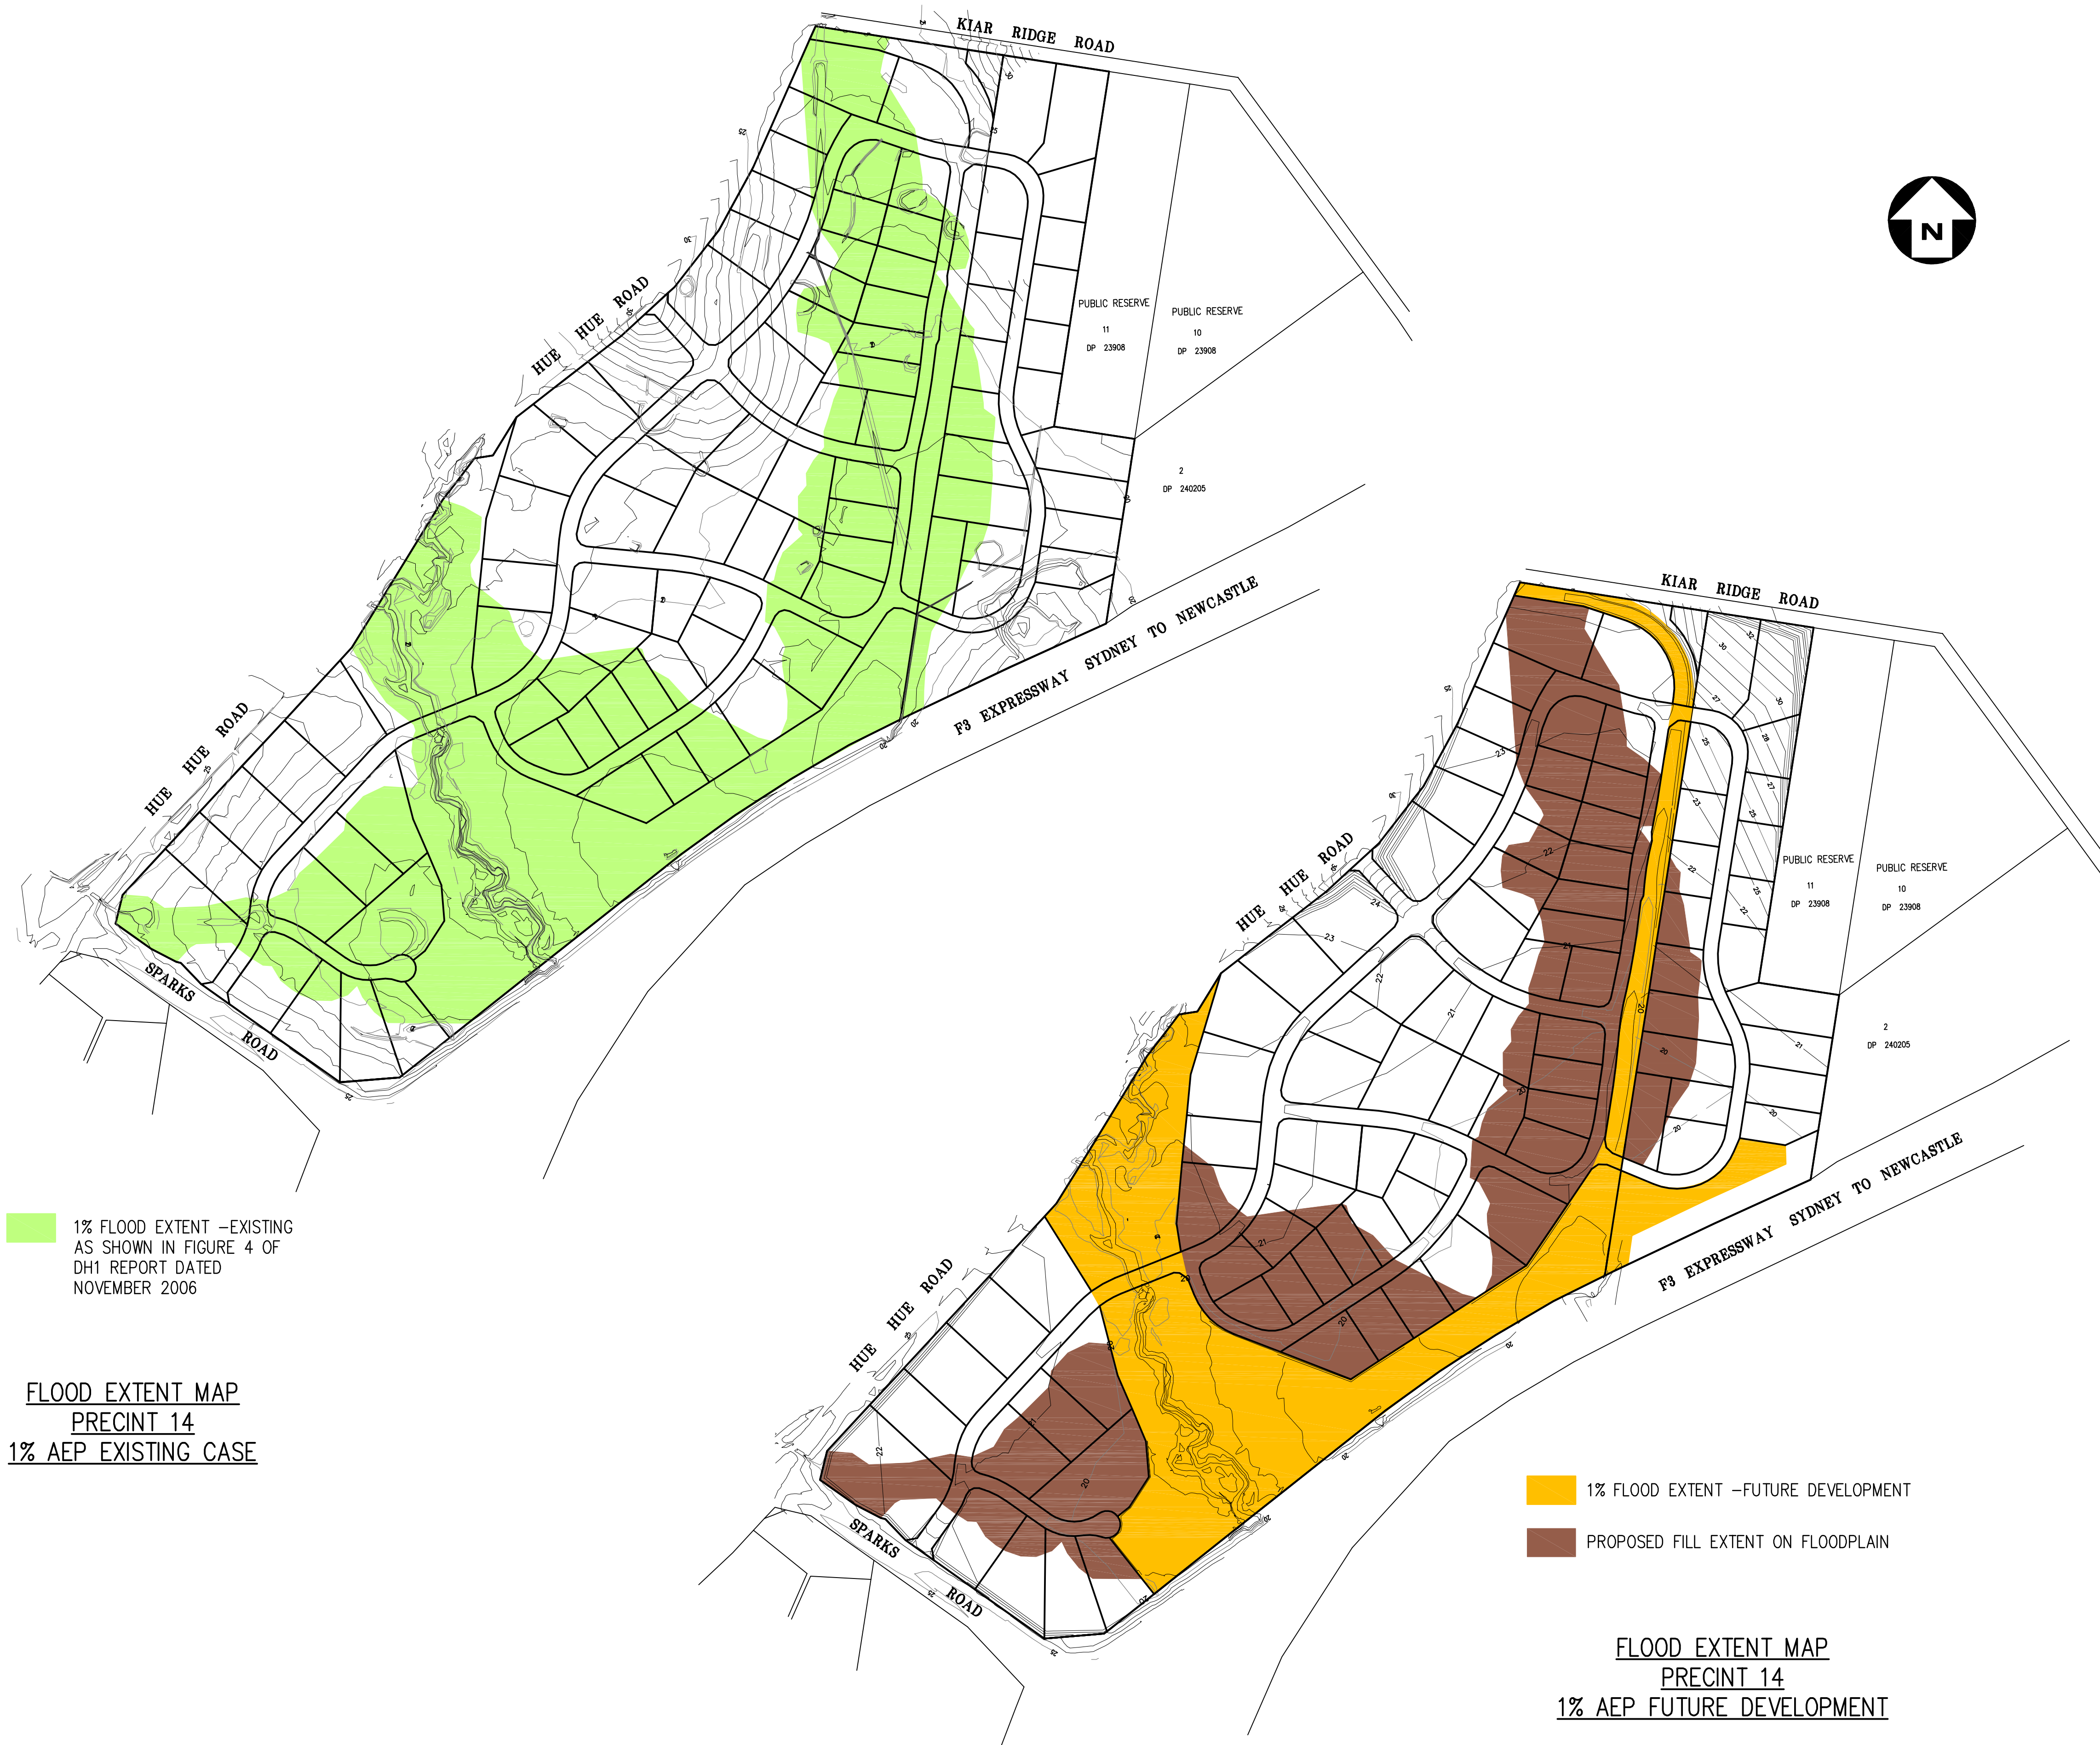 KIAR RIDGE ROAD
N
HUE ROAD
PUBLIC RESERVE
11
DP 23908
PUBLIC RESERVE
10
DP 23908
2
DP 240205
F3 EXPRESSWAY SYDNEY TO NEWCASTLE
HUE ROAD
SPARKS
ROAD
1% FLOOD EXTENT -EXISTING
AS SHOWN IN FIGURE 4 OF
DH1 REPORT DATED
NOVEMBER 2006
FLOOD EXTENT MAP
PRECINT 14
1% AEP EXISTING CASE
KIAR RIDGE ROAD
HUE ROAD
PUBLIC RESERVE
11
DP 23908
PUBLIC RESERVE
10
DP 23908
2
DP 240205
F3 EXPRESSWAY SYDNEY TO NEWCASTLE
HUE ROAD
SPARKS
ROAD
1% FLOOD EXTENT -FUTURE DEVELOPMENT
PROPOSED FILL EXTENT ON FLOODPLAIN
FLOOD EXTENT MAP
PRECINT 14
1% AEP FUTURE DEVELOPMENT